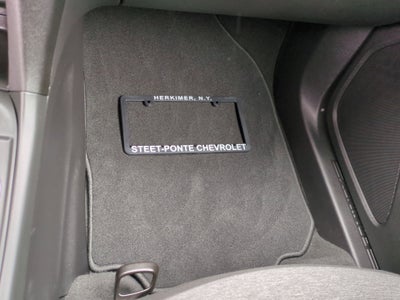 HERKIMER, N.Y.
STEET-PONTE CHEVROLET